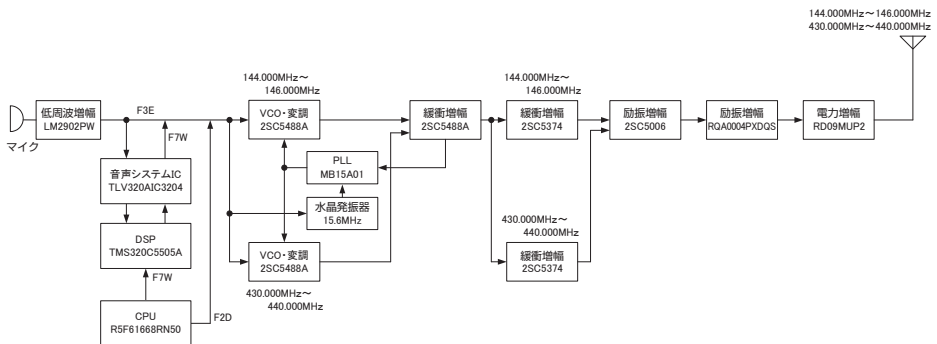 144.000MHz～146.000MHz
430.000MHz～440.000MHz
マイク
低周波増幅
LM2902PW
F3E
F7W
音声システムIC
TLV320AIC3204
DSP
TMS320C5505A
F7W
CPU
R5F61668RN50
F2D
144.000MHz～
146.000MHz
VCO・変調
2SC5488A
PLL
MB15A01
水晶発振器
15.6MHz
VCO・変調
2SC5488A
430.000MHz～
440.000MHz
緩衝増幅
2SC5488A
144.000MHz～
146.000MHz
緩衝増幅
2SC5374
430.000MHz～
440.000MHz
緩衝増幅
2SC5374
励振増幅
2SC5006
励振増幅
RQA0004PXDQS
電力増幅
RD09MUP2